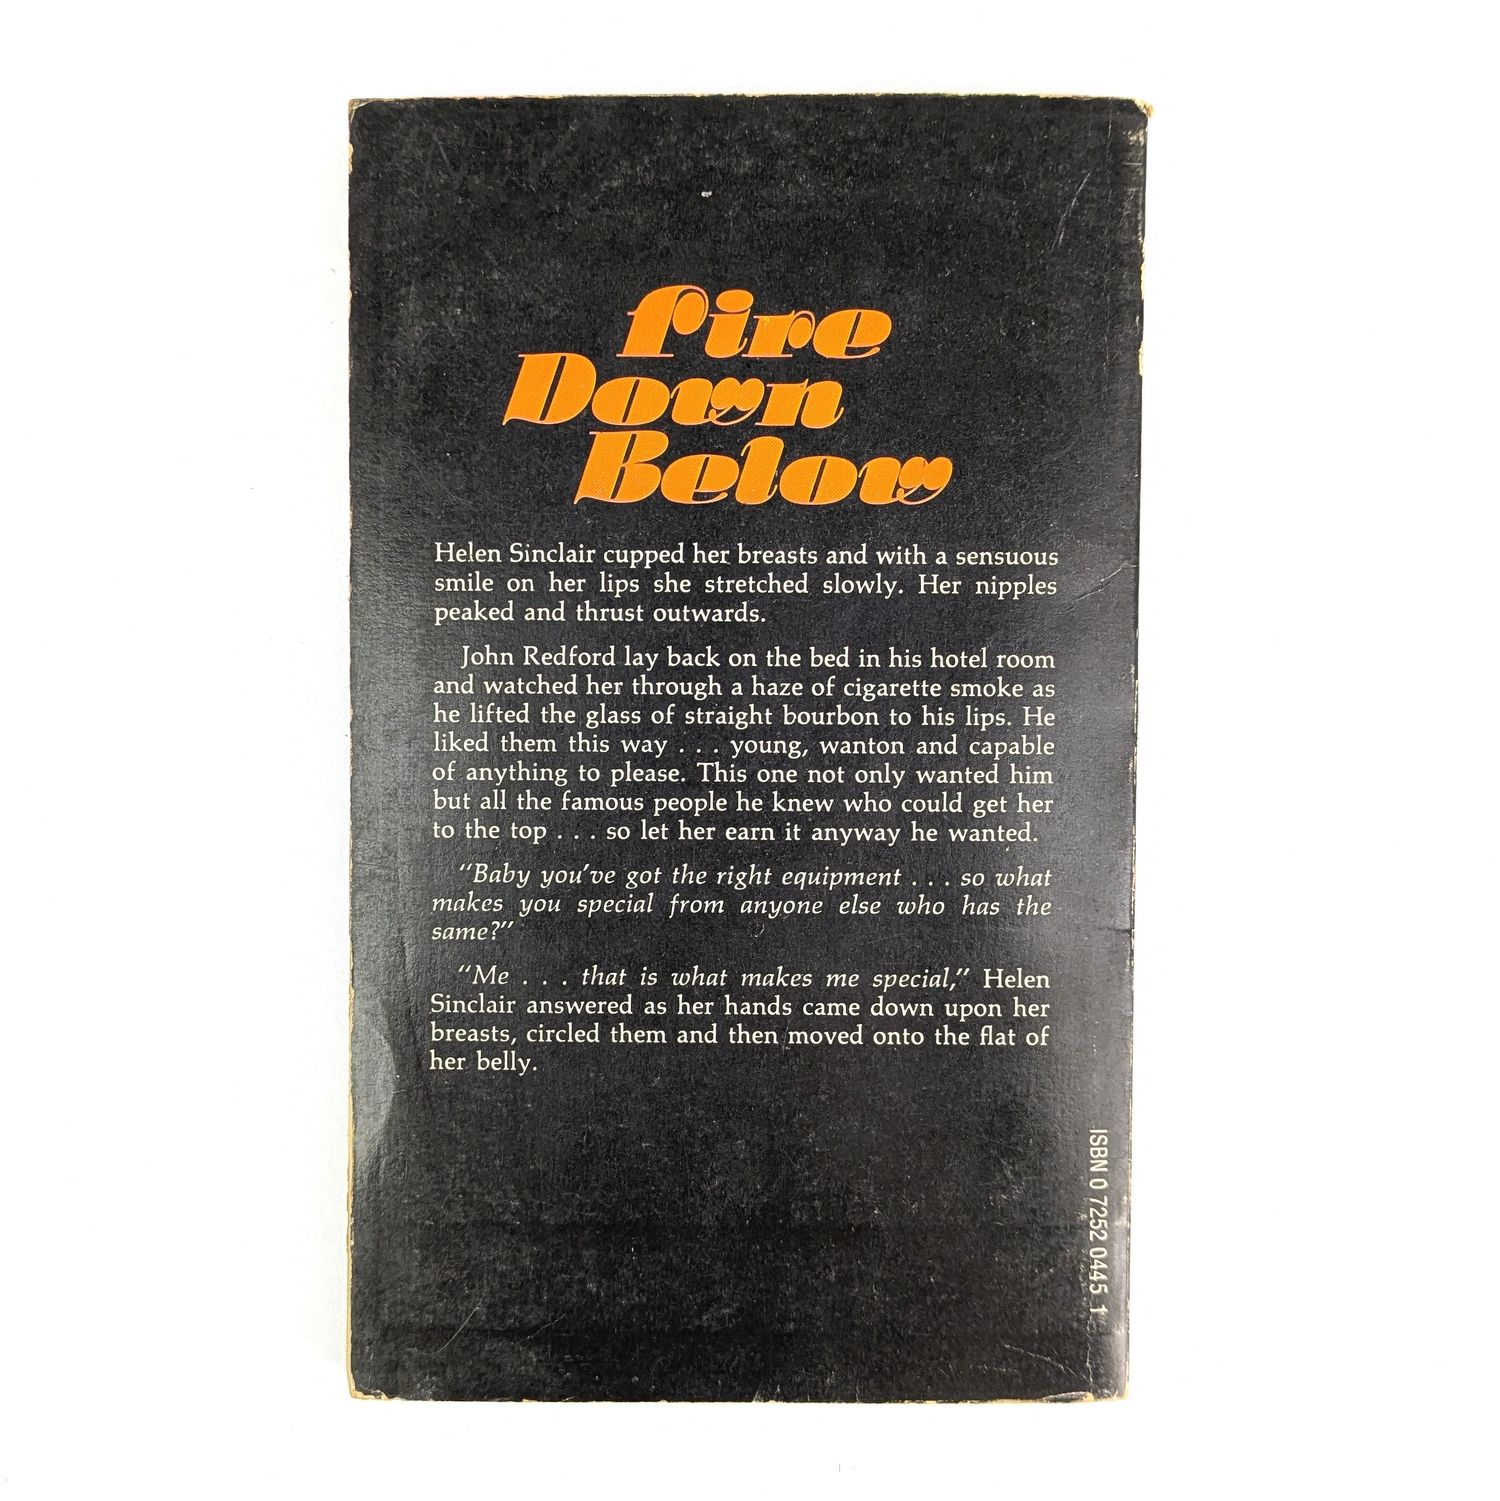 Fire
Down
Below
Helen Sinclair cupped her breasts and with a sensuous
smile on her lips she stretched slowly. Her nipples
peaked and thrust outwards.
John Redford lay back on the bed in his hotel room
and watched her through a haze of cigarette smoke as
he lifted the glass of straight bourbon to his lips. He
liked them this way . . . young, wanton and capable
of anything to please. This one not only wanted him
but all the famous people he knew who could get her
to the top . . . so let her earn it anyway he wanted.
"Baby you've got the right equipment . . . so what
makes you special from anyone else who has the
same?"
"Me . . . that is what makes me special," Helen
Sinclair answered as her hands came down upon her
breasts, circled them and then moved onto the flat of
her belly.
ISBN 0 7252 0445 1